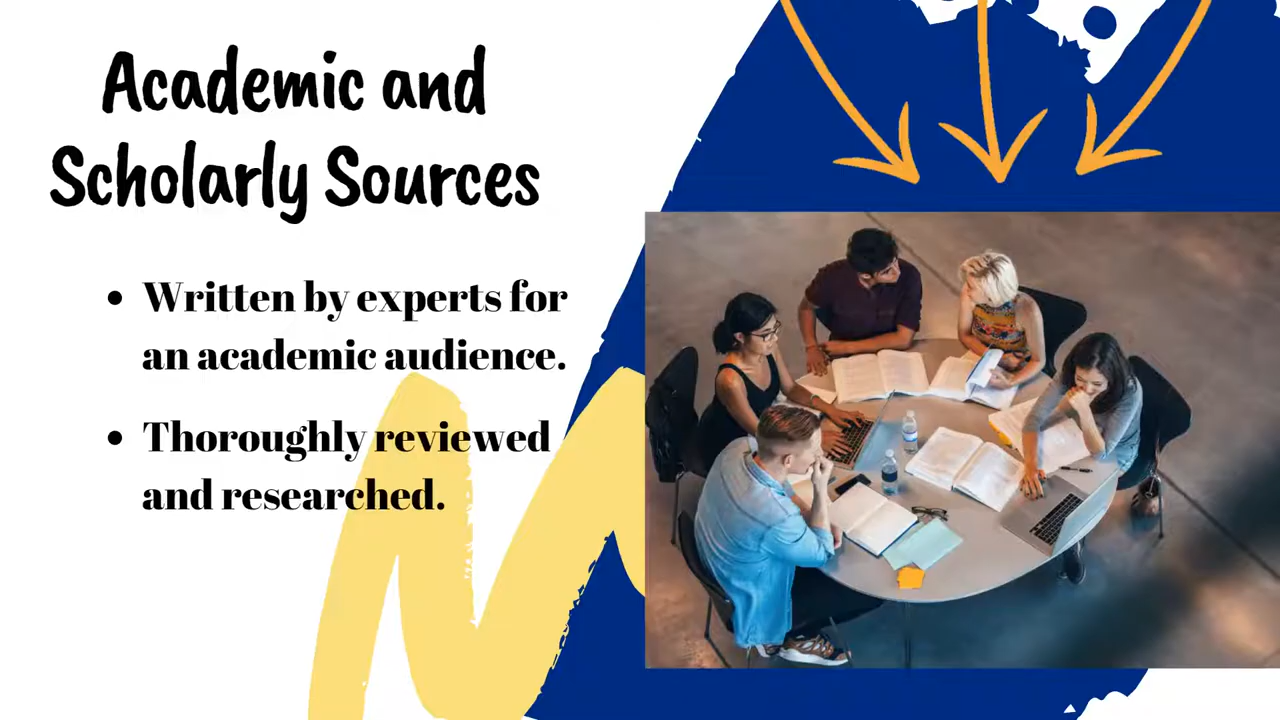 Academic and
Scholarly Sources
• Written by experts for
an academic audience.
• Thoroughly reviewed
and researched.